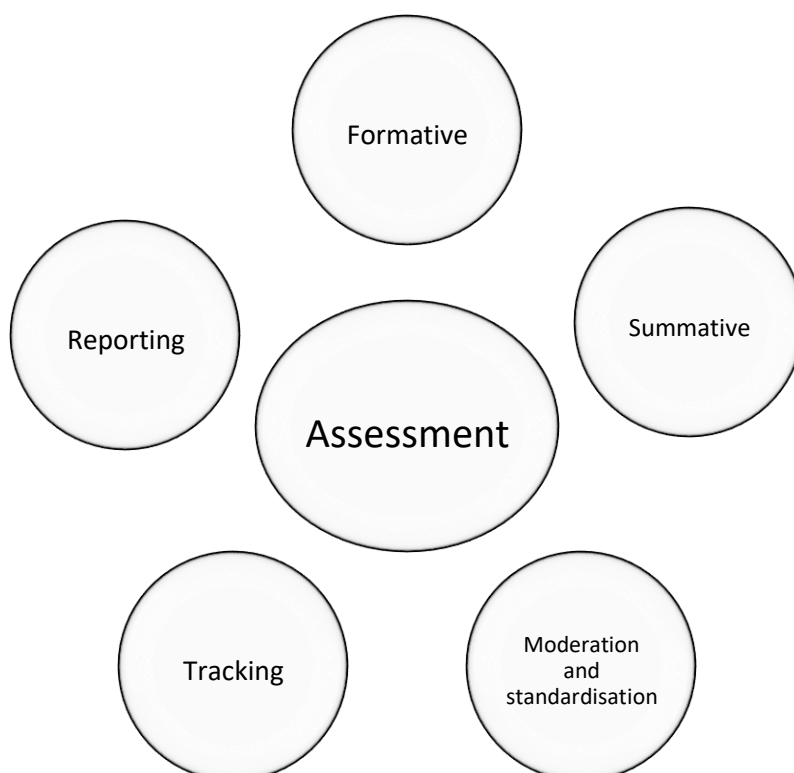 Formative
Summative
Reporting
Assessment
Tracking
Moderation
and
standardisation